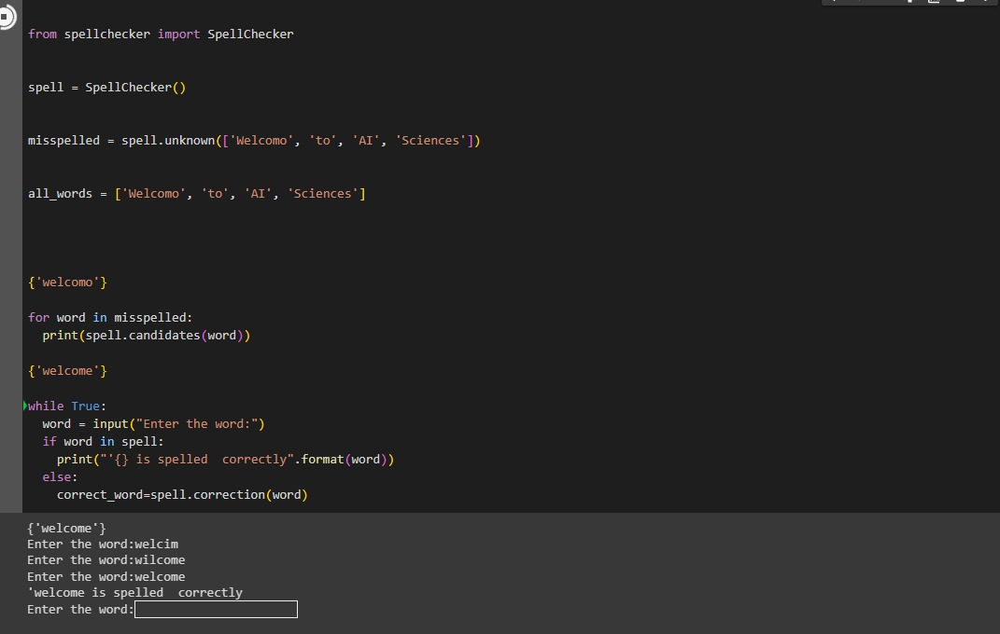 from spellchecker import SpellChecker
spell = SpellChecker()
misspelled = spell.unknown(['Welcomo', 'to', 'AI', 'Sciences'])
all_words = ['Welcomo', 'to', 'AI', 'Sciences']
{'welcomo'}
for word in misspelled:
  print(spell.candidates(word))
{'welcome'}
while True:
  word = input("Enter the word:")
  if word in spell:
    print("'{} is spelled  correctly".format(word))
  else:
    correct_word=spell.correction(word)
{'welcome'}
Enter the word:welcim
Enter the word:wilcome
Enter the word:welcome
'welcome is spelled  correctly
Enter the word: